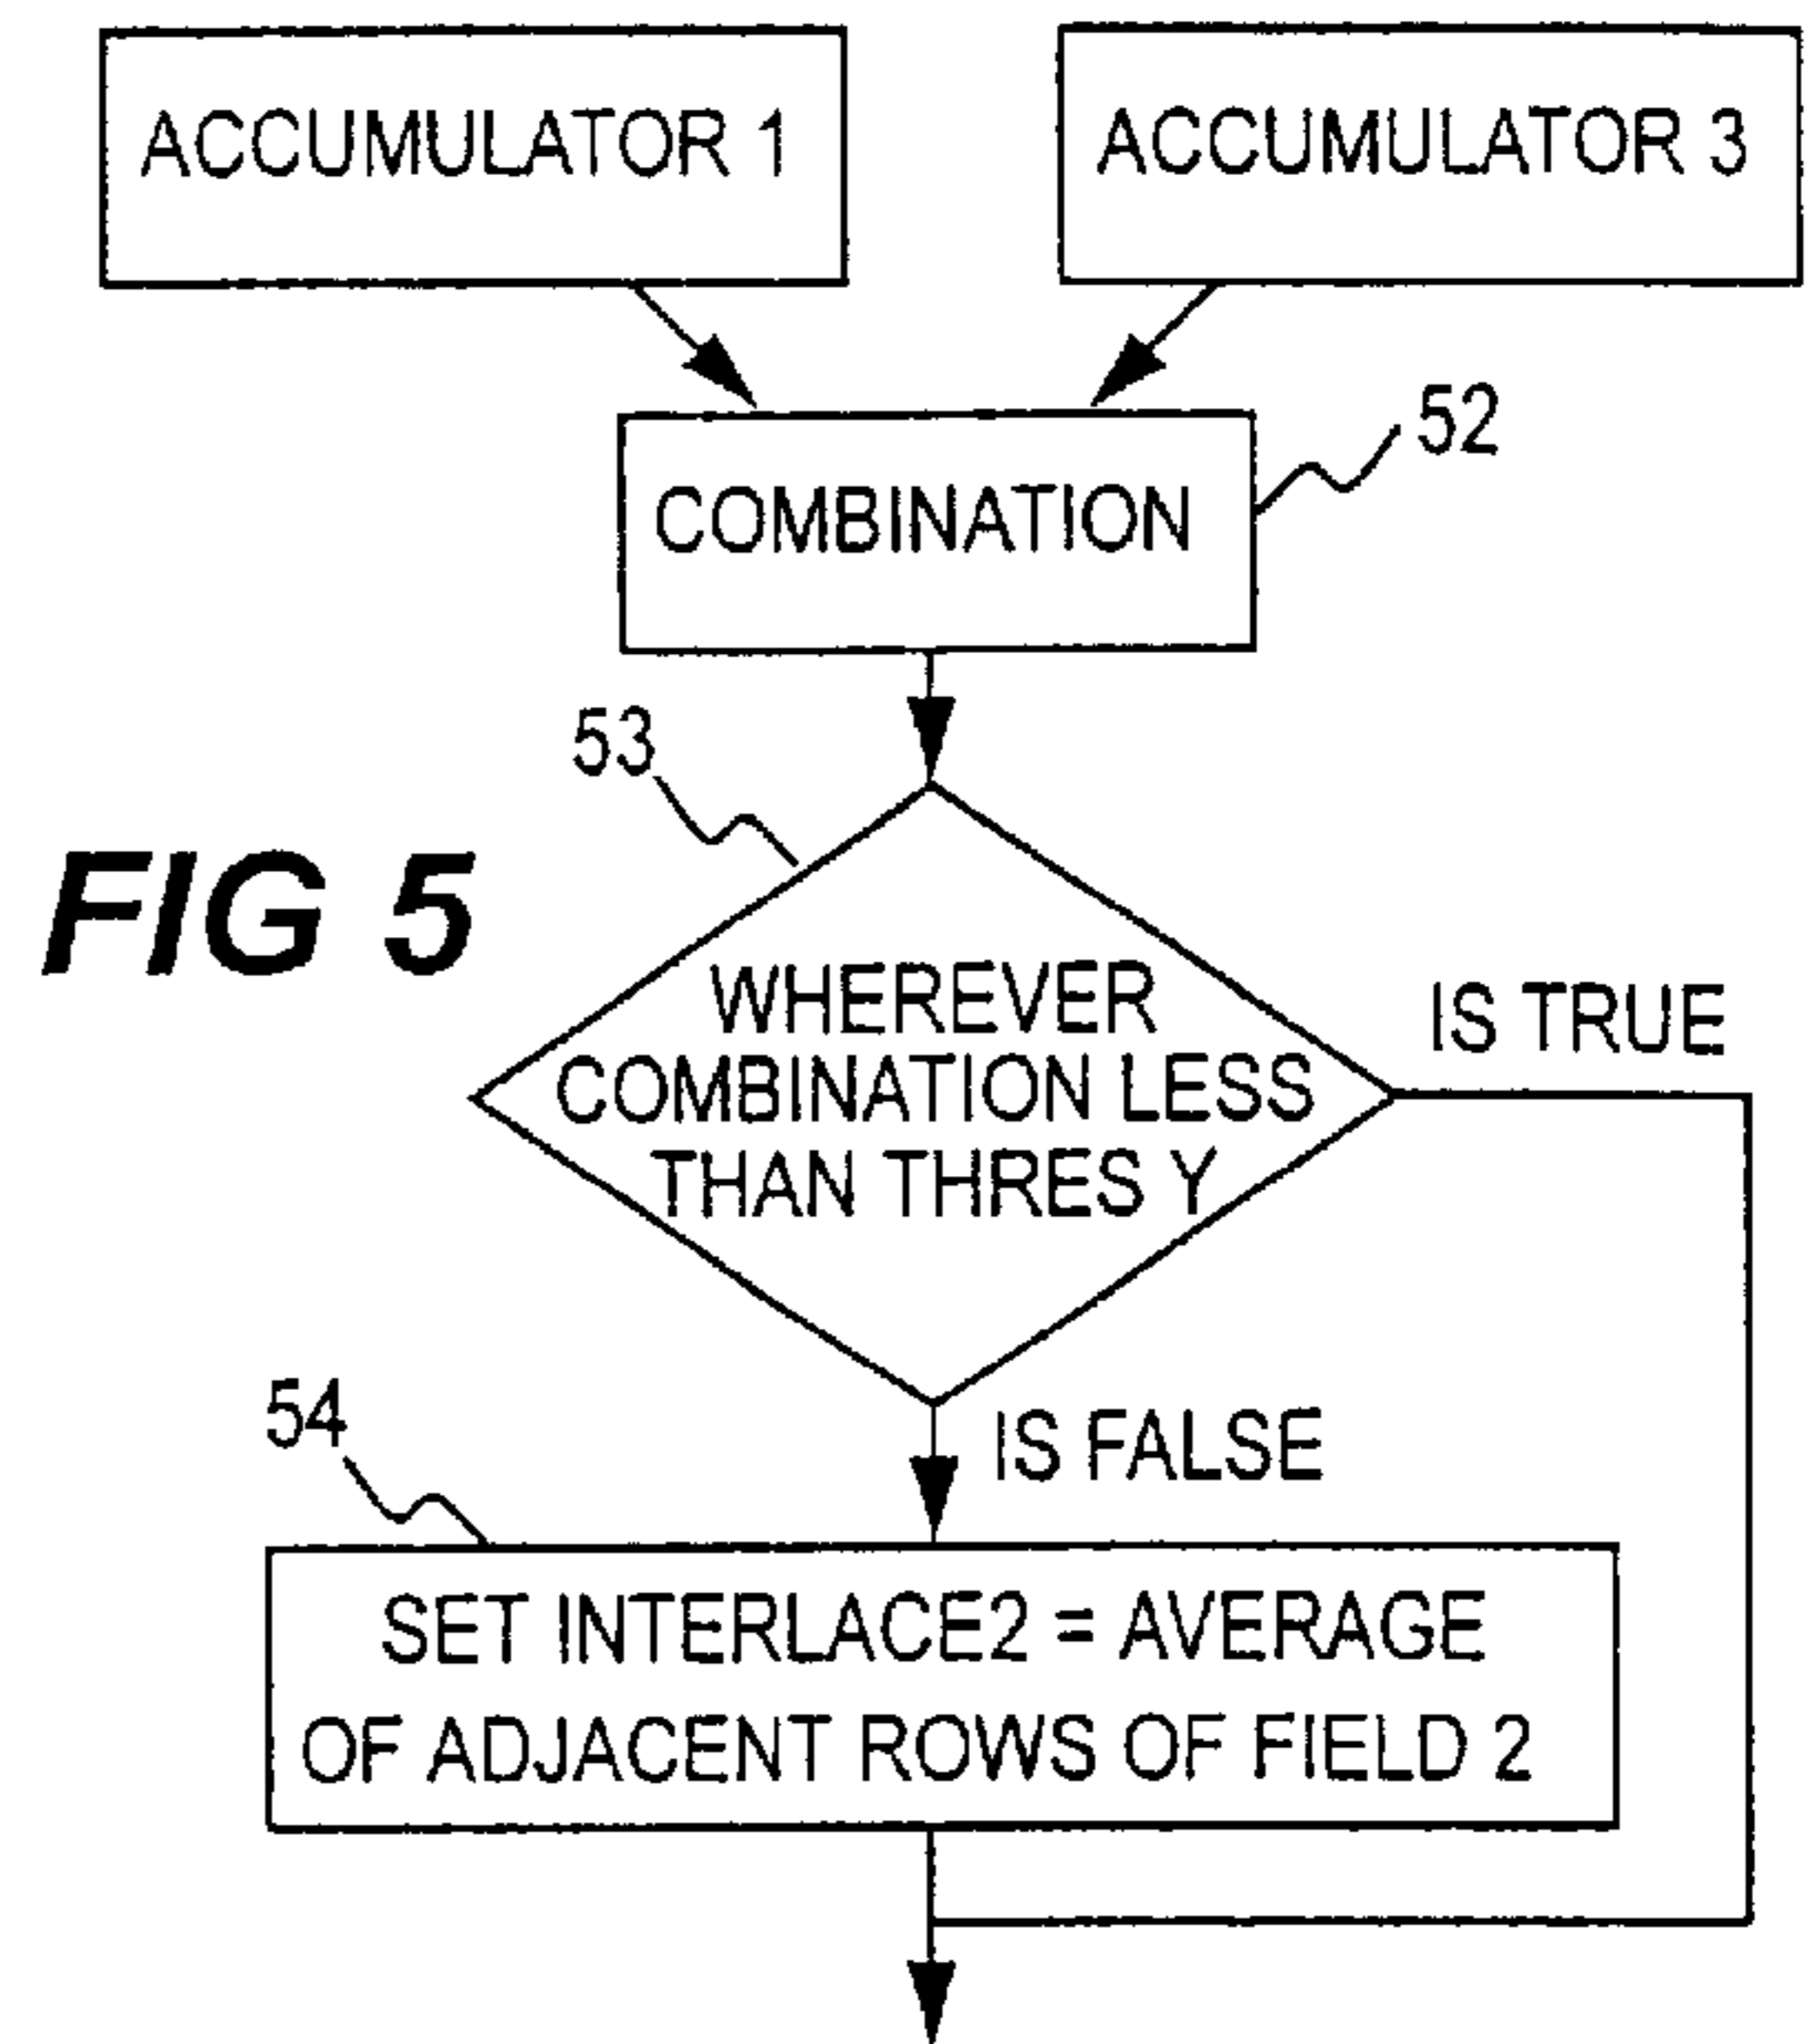 ACCUMULATOR 1
ACCUMULATOR 3
COMBINATION
52
53
FIG 5
WHEREVER
COMBINATION LESS
THAN THRES Y
IS TRUE
IS FALSE
54
SET INTERLACE2 = AVERAGE
OF ADJACENT ROWS OF FIELD 2